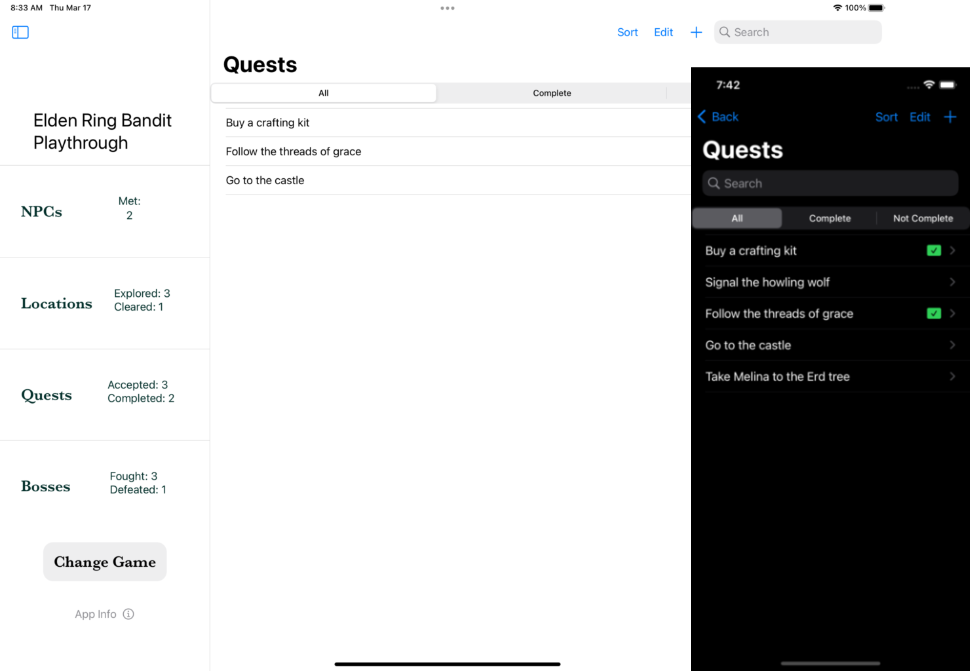 8:33 AM Thu Mar 17
100%
Sort Edit + Search
Elden Ring Bandit
Playthrough
NPCs
Met:
2
Locations
Explored: 3
Cleared: 1
Quests
Accepted: 3
Completed: 2
Bosses
Fought: 3
Defeated: 1
Change Game
App Info
Quests
All Complete
Buy a crafting kit
Follow the threads of grace
Go to the castle
7:42
Back Sort Edit +
Quests
Search
All Complete Not Complete
Buy a crafting kit
Signal the howling wolf
Follow the threads of grace
Go to the castle
Take Melina to the Erd tree